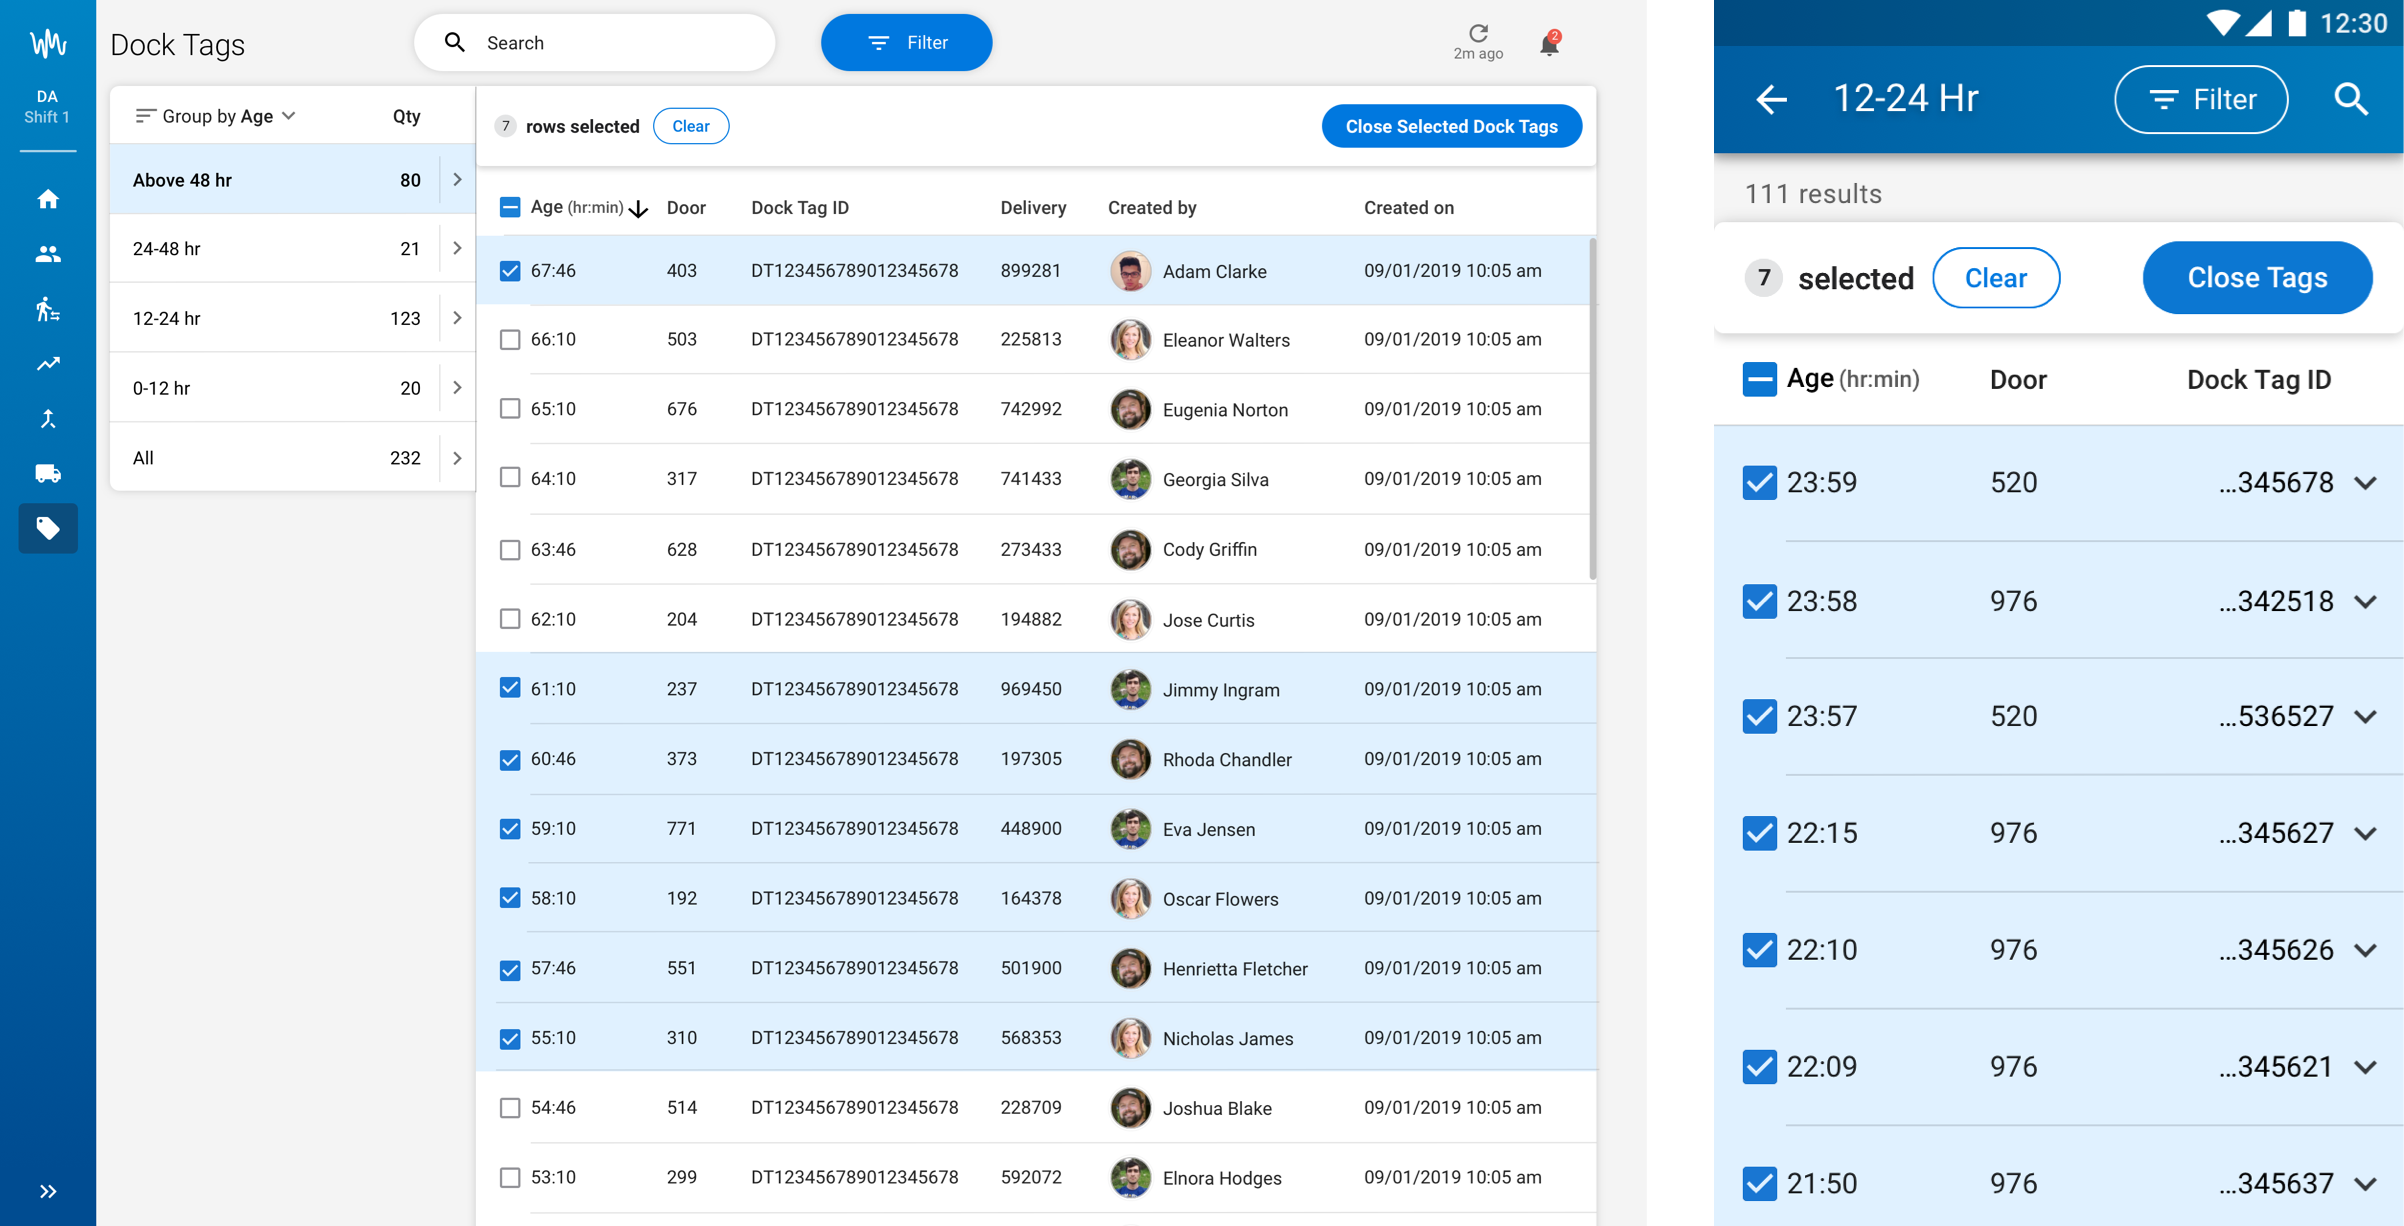 DA
Shift 1
Dock Tags
Search
Filter
2m ago
2
Group by Age Qty
Above 48 hr 80
24-48 hr 21
12-24 hr 123
0-12 hr 20
All 232
7 rows selected Clear Close Selected Dock Tags
Age (hr:min) Door Dock Tag ID Delivery Created by Created on
67:46 403 DT123456789012345678 899281 Adam Clarke 09/01/2019 10:05 am
66:10 503 DT123456789012345678 225813 Eleanor Walters 09/01/2019 10:05 am
65:10 676 DT123456789012345678 742992 Eugenia Norton 09/01/2019 10:05 am
64:10 317 DT123456789012345678 741433 Georgia Silva 09/01/2019 10:05 am
63:46 628 DT123456789012345678 273433 Cody Griffin 09/01/2019 10:05 am
62:10 204 DT123456789012345678 194882 Jose Curtis 09/01/2019 10:05 am
61:10 237 DT123456789012345678 969450 Jimmy Ingram 09/01/2019 10:05 am
60:46 373 DT123456789012345678 197305 Rhoda Chandler 09/01/2019 10:05 am
59:10 771 DT123456789012345678 448900 Eva Jensen 09/01/2019 10:05 am
58:10 192 DT123456789012345678 164378 Oscar Flowers 09/01/2019 10:05 am
57:46 551 DT123456789012345678 501900 Henrietta Fletcher 09/01/2019 10:05 am
55:10 310 DT123456789012345678 568353 Nicholas James 09/01/2019 10:05 am
54:46 514 DT123456789012345678 228709 Joshua Blake 09/01/2019 10:05 am
53:10 299 DT123456789012345678 592072 Elnora Hodges 09/01/2019 10:05 am
12:30
12-24 Hr Filter
111 results
7 selected Clear Close Tags
Age (hr:min) Door Dock Tag ID
23:59 520 ...345678
23:58 976 ...342518
23:57 520 ...536527
22:15 976 ...345627
22:10 976 ...345626
22:09 976 ...345621
21:50 976 ...345637